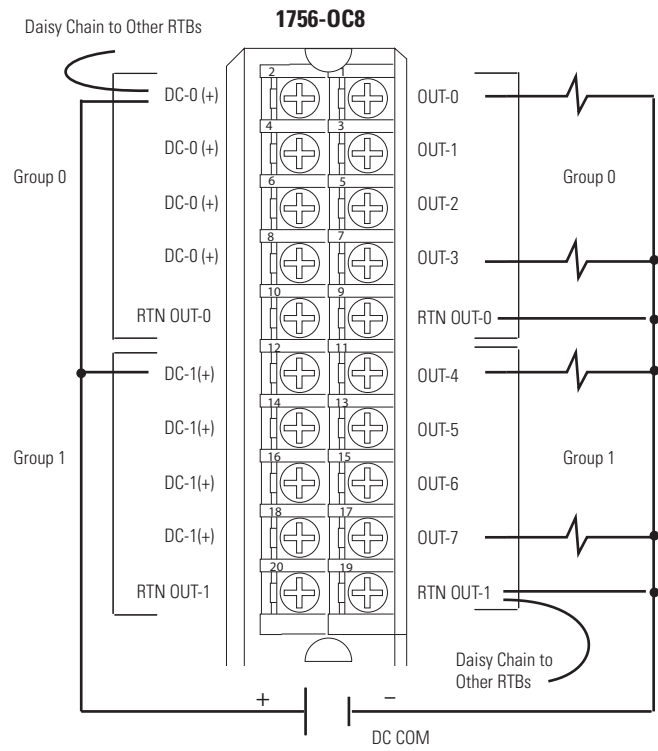 1756-OC8
Daisy Chain to Other RTBs
2 1
DC-0 (+) OUT-0
4 3
DC-0 (+) OUT-1
Group 0 Group 0
6 5
DC-0 (+) OUT-2
8 7
DC-0 (+) OUT-3
10 9
RTN OUT-0 RTN OUT-0
12 11
DC-1(+) OUT-4
14 13
DC-1(+) OUT-5
Group 1 Group 1
16 15
DC-1(+) OUT-6
18 17
DC-1(+) OUT-7
20 19
RTN OUT-1 RTN OUT-1
Daisy Chain to
Other RTBs
+ –
DC COM